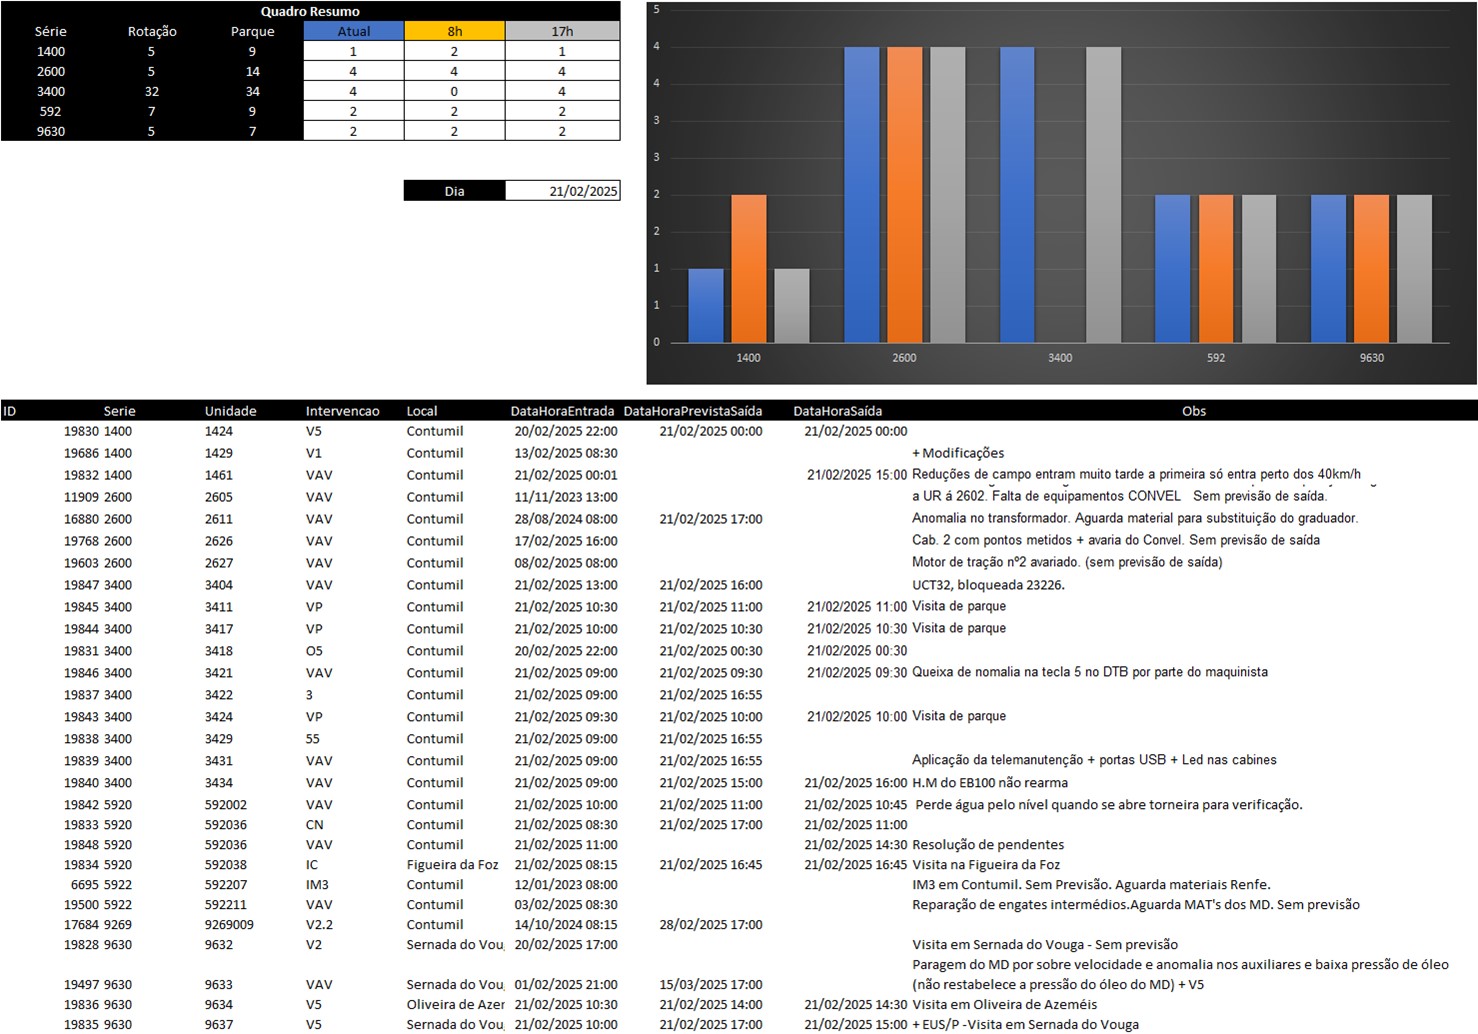 Quadro Resumo
Série Rotação Parque Atual 8h 17h
1400 5 9 1 2 1
2600 5 14 4 4 4
3400 32 34 4 0 4
592 7 9 2 2 2
9630 5 7 2 2 2
Dia 21/02/2025
5
4
4
3
3
2
2
1
1
0
1400 2600 3400 592 9630
ID Serie Unidade Intervencao Local DataHoraEntrada DataHoraPrevistaSaída DataHoraSaída Obs
19830 1400 1424 V5 Contumil 20/02/2025 22:00 21/02/2025 00:00 21/02/2025 00:00
19686 1400 1429 V1 Contumil 13/02/2025 08:30 + Modificações
19832 1400 1461 VAV Contumil 21/02/2025 00:01 21/02/2025 15:00 Reduções de campo entram muito tarde a primeira só entra perto dos 40km/h
11909 2600 2605 VAV Contumil 11/11/2023 13:00 a UR á 2602. Falta de equipamentos CONVEL Sem previsão de saída.
16880 2600 2611 VAV Contumil 28/08/2024 08:00 21/02/2025 17:00 Anomalia no transformador. Aguarda material para substituição do graduador.
19768 2600 2626 VAV Contumil 17/02/2025 16:00 Cab. 2 com pontos metidos + avaria do Convel. Sem previsão de saída
19603 2600 2627 VAV Contumil 08/02/2025 08:00 Motor de tração nº2 avariado. (sem previsão de saída)
19847 3400 3404 VAV Contumil 21/02/2025 13:00 21/02/2025 16:00 UCT32, bloqueada 23226.
19845 3400 3411 VP Contumil 21/02/2025 10:30 21/02/2025 11:00 21/02/2025 11:00 Visita de parque
19844 3400 3417 VP Contumil 21/02/2025 10:00 21/02/2025 10:30 21/02/2025 10:30 Visita de parque
19831 3400 3418 O5 Contumil 20/02/2025 22:00 21/02/2025 00:30 21/02/2025 00:30
19846 3400 3421 VAV Contumil 21/02/2025 09:00 21/02/2025 09:30 21/02/2025 09:30 Queixa de nomalia na tecla 5 no DTB por parte do maquinista
19837 3400 3422 3 Contumil 21/02/2025 09:00 21/02/2025 16:55
19843 3400 3424 VP Contumil 21/02/2025 09:30 21/02/2025 10:00 21/02/2025 10:00 Visita de parque
19838 3400 3429 55 Contumil 21/02/2025 09:00 21/02/2025 16:55
19839 3400 3431 VAV Contumil 21/02/2025 09:00 21/02/2025 16:55 Aplicação da telemanutenção + portas USB + Led nas cabines
19840 3400 3434 VAV Contumil 21/02/2025 09:00 21/02/2025 15:00 21/02/2025 16:00 H.M do EB100 não rearma
19842 5920 592002 VAV Contumil 21/02/2025 10:00 21/02/2025 11:00 21/02/2025 10:45 Perde água pelo nível quando se abre torneira para verificação.
19833 5920 592036 CN Contumil 21/02/2025 08:30 21/02/2025 17:00 21/02/2025 11:00
19848 5920 592036 VAV Contumil 21/02/2025 11:00 21/02/2025 14:30 Resolução de pendentes
19834 5920 592038 IC Figueira da Foz 21/02/2025 08:15 21/02/2025 16:45 21/02/2025 16:45 Visita na Figueira da Foz
6695 5922 592207 IM3 Contumil 12/01/2023 08:00 IM3 em Contumil. Sem Previsão. Aguarda materiais Renfe.
19500 5922 592211 VAV Contumil 03/02/2025 08:30 Reparação de engates intermédios.Aguarda MAT's dos MD. Sem previsão
17684 9269 9269009 V2.2 Contumil 14/10/2024 08:15 28/02/2025 17:00
19828 9630 9632 V2 Sernada do Voug 20/02/2025 17:00 Visita em Sernada do Vouga - Sem previsão
Paragem do MD por sobre velocidade e anomalia nos auxiliares e baixa pressão de óleo
19497 9630 9633 VAV Sernada do Voug 01/02/2025 21:00 15/03/2025 17:00 (não restabelece a pressão do óleo do MD) + V5
19836 9630 9634 V5 Oliveira de Azer 21/02/2025 10:30 21/02/2025 14:00 21/02/2025 14:30 Visita em Oliveira de Azeméis
19835 9630 9637 V5 Sernada do Voug 21/02/2025 10:00 21/02/2025 17:00 21/02/2025 15:00 + EUS/P -Visita em Sernada do Vouga